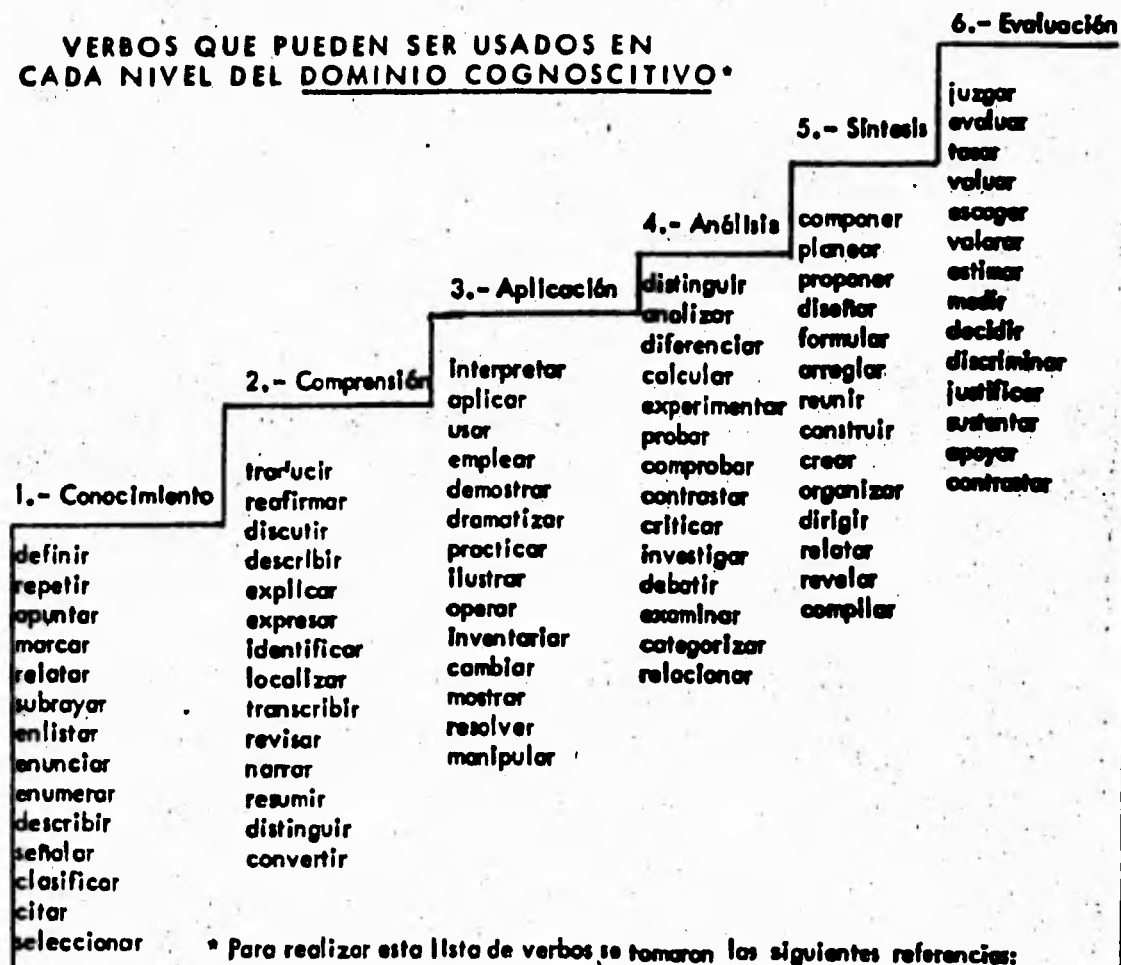 VERBOS QUE PUEDEN SER USADOS EN
CADA NIVEL DEL DOMINIO COGNOSCITIVO*
1.- Conocimiento
definir
repetir
apuntar
marcar
relatar
subrayar
enlistar
enunciar
enumerar
describir
señalar
clasificar
citar
seleccionar
2.- Comprensión
traducir
reafirmar
discutir
describir
explicar
expresar
identificar
localizar
transcribir
revisar
narrar
resumir
distinguir
convertir
3.- Aplicación
interpretar
aplicar
usar
emplear
demostrar
dramatizar
practicar
ilustrar
operar
inventariar
cambiar
mostrar
resolver
manipular
4.- Análisis
distinguir
analizar
diferenciar
calcular
experimentar
probar
comprobar
contrastar
criticar
investigar
debatir
examinar
categorizar
relacionar
5.- Síntesis
componer
planear
proponer
diseñar
formular
arreglar
reunir
construir
crear
organizar
dirigir
relatar
revelar
compilar
6.- Evaluación
juzgar
evaluar
tasar
valuar
escoger
valorar
estimar
medir
decidir
discriminar
justificar
sustentar
apoyar
contrastar
* Para realizar esta lista de verbos se tomaron las siguientes referencias: